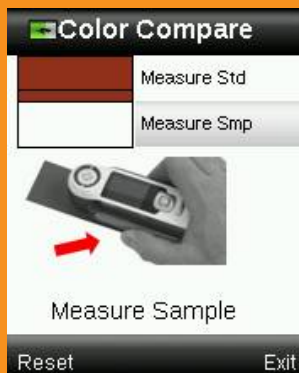 Color Compare
Measure Std
Measure Smp
Measure Sample
Reset
Exit